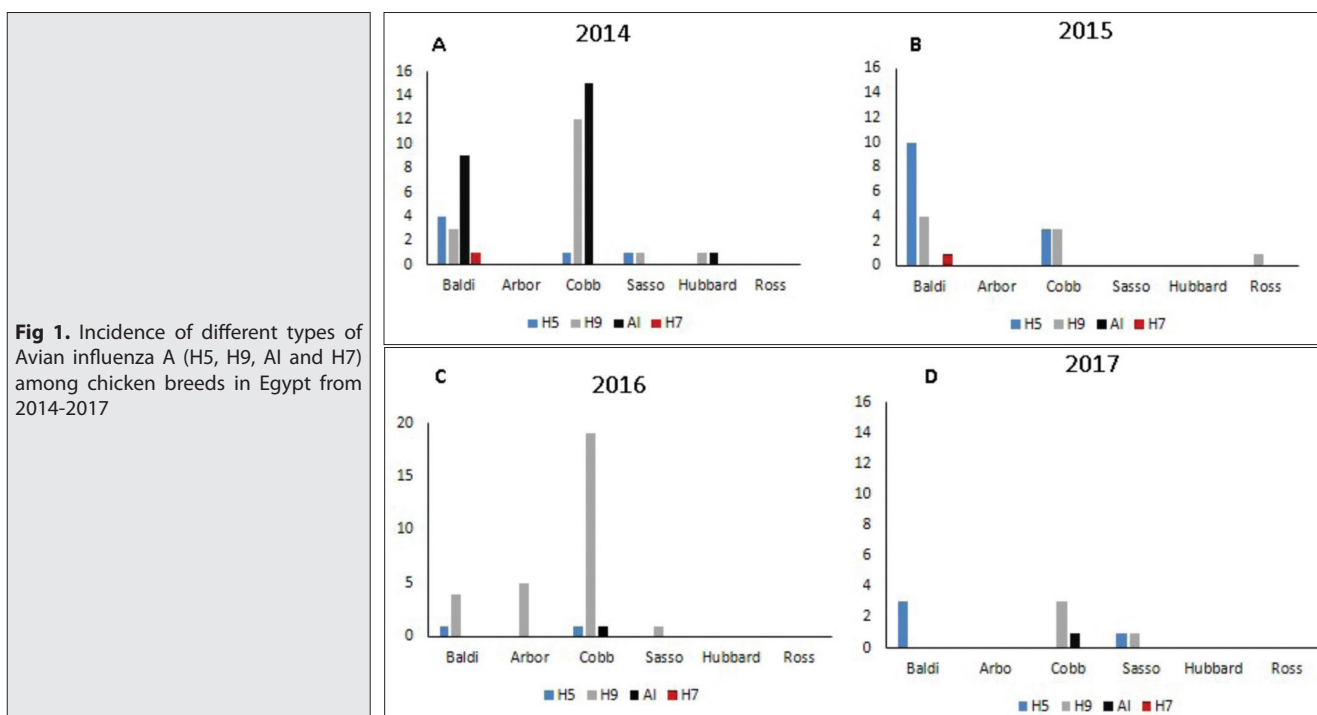 Fig 1. Incidence of different types of
Avian influenza A (H5, H9, AI and H7)
among chicken breeds in Egypt from
2014-2017
A
2014
16
14
12
10
8
6
4
2
0
Baldi Arbor Cobb Sasso Hubbard Ross
H5 H9 AI H7
B
2015
16
14
12
10
8
6
4
2
0
Baldi Arbor Cobb Sasso Hubbard Ross
H5 H9 AI H7
C
2016
20
15
10
5
0
Baldi Arbor Cobb Sasso Hubbard Ross
H5 H9 AI H7
D
2017
16
14
12
10
8
6
4
2
0
Baldi Arbo Cobb Sasso Hubbard Ross
H5 H9 AI H7